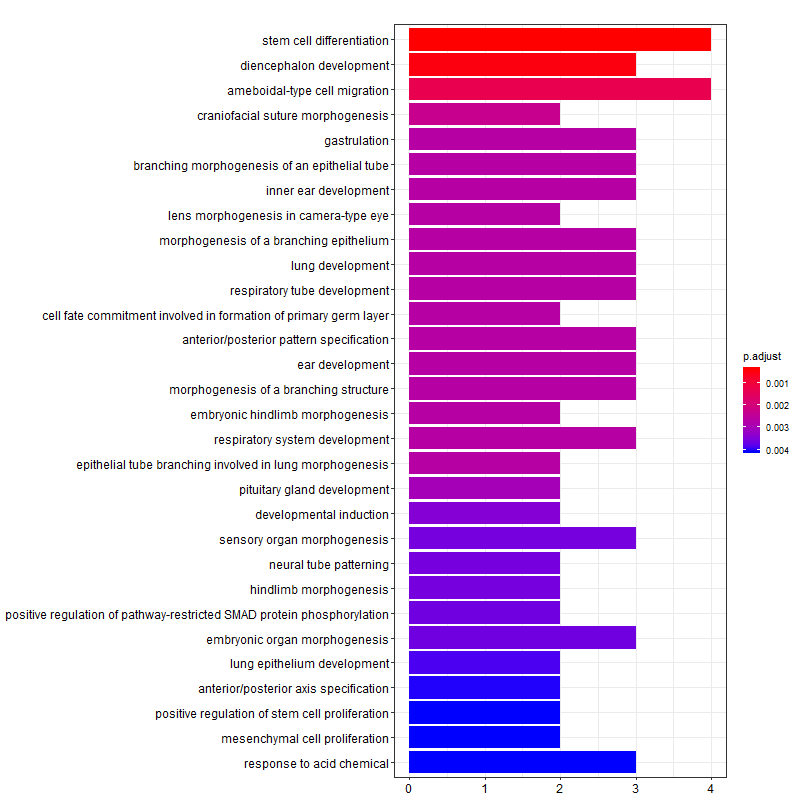 stem cell differentiation
diencephalon development
ameboidal-type cell migration
craniofacial suture morphogenesis
gastrulation
branching morphogenesis of an epithelial tube
inner ear development
lens morphogenesis in camera-type eye
morphogenesis of a branching epithelium
lung development
respiratory tube development
cell fate commitment involved in formation of primary germ layer
anterior/posterior pattern specification
ear development
morphogenesis of a branching structure
embryonic hindlimb morphogenesis
respiratory system development
epithelial tube branching involved in lung morphogenesis
pituitary gland development
developmental induction
sensory organ morphogenesis
neural tube patterning
hindlimb morphogenesis
positive regulation of pathway-restricted SMAD protein phosphorylation
embryonic organ morphogenesis
lung epithelium development
anterior/posterior axis specification
positive regulation of stem cell proliferation
mesenchymal cell proliferation
response to acid chemical
0 1 2 3 4
p.adjust
0.001
0.002
0.003
0.004